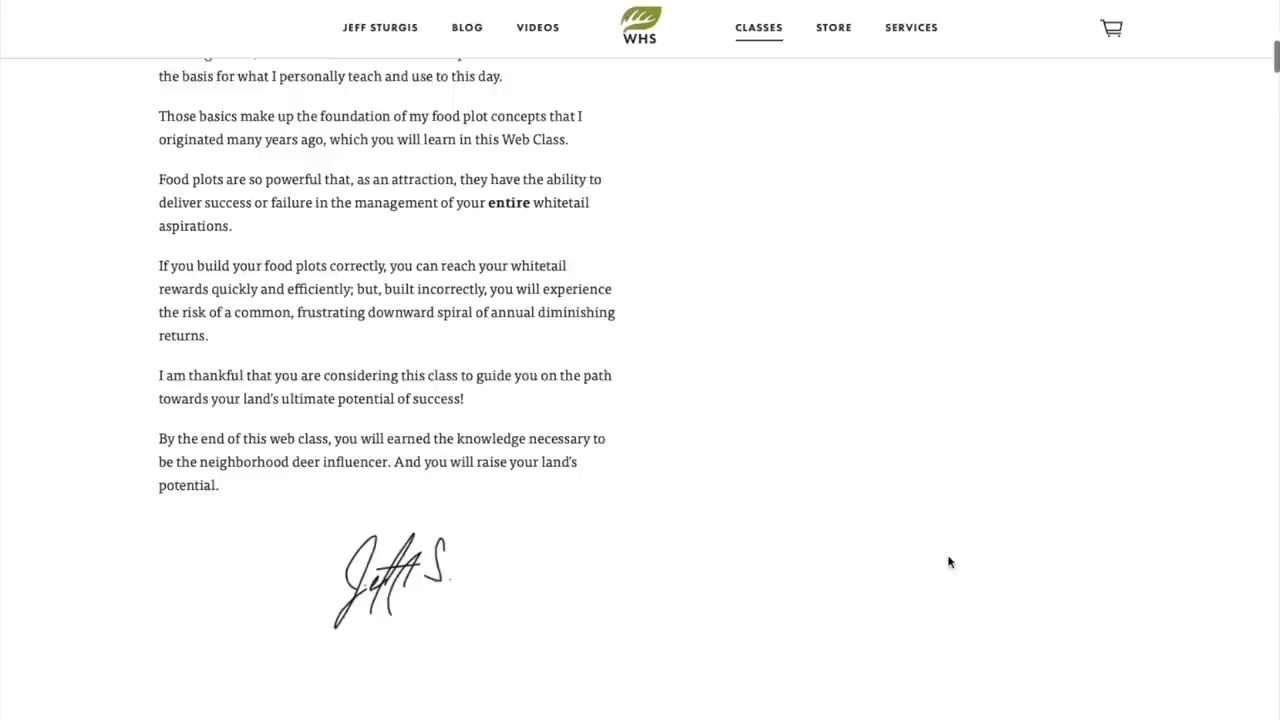 JEFF STURGIS BLOG VIDEOS WHS CLASSES STORE SERVICES
the basis for what I personally teach and use to this day.
Those basics make up the foundation of my food plot concepts that I
originated many years ago, which you will learn in this Web Class.
Food plots are so powerful that, as an attraction, they have the ability to
deliver success or failure in the management of your entire whitetail
aspirations.
If you build your food plots correctly, you can reach your whitetail
rewards quickly and efficiently; but, built incorrectly, you will experience
the risk of a common, frustrating downward spiral of annual diminishing
returns.
I am thankful that you are considering this class to guide you on the path
towards your land's ultimate potential of success!
By the end of this web class, you will earned the knowledge necessary to
be the neighborhood deer influencer. And you will raise your land's
potential.
Jeff S.